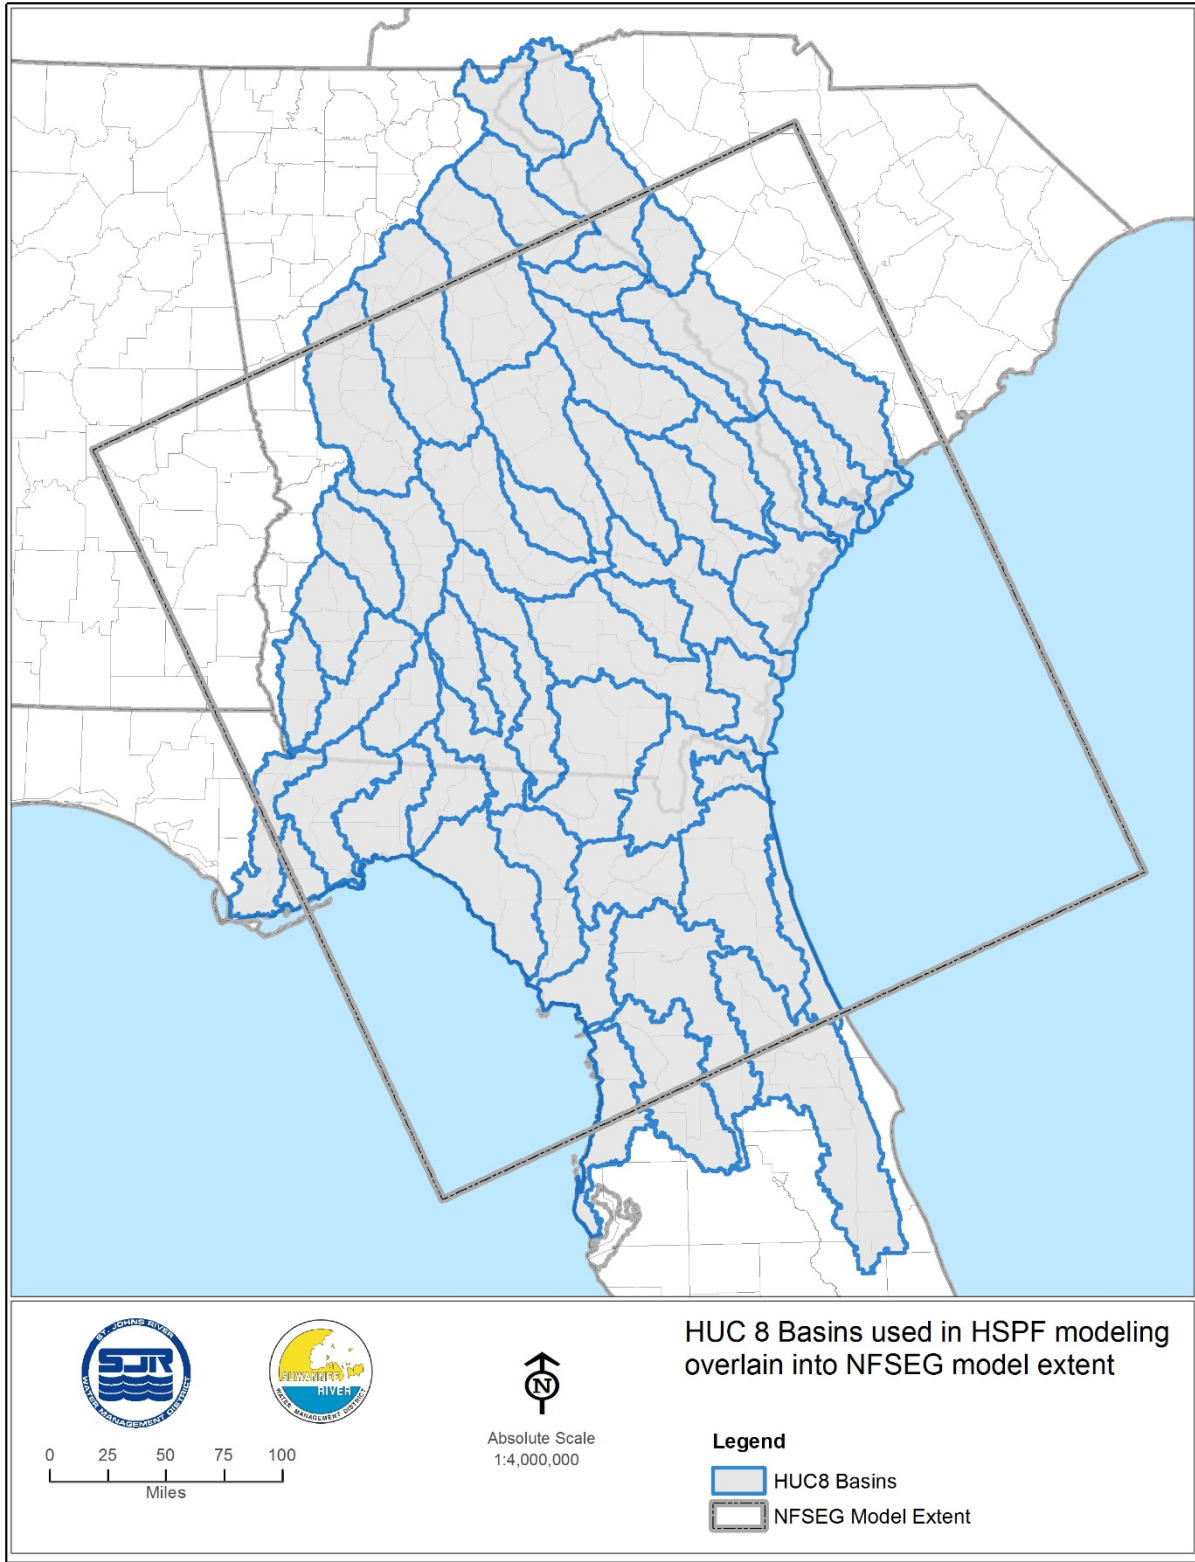 ST. JOHNS RIVER
SJR
WATER MANAGEMENT DISTRICT
SUWANNEE
RIVER
WATER MANAGEMENT DISTRICT
N
Absolute Scale
1:4,000,000
0 25 50 75 100
Miles
HUC 8 Basins used in HSPF modeling
overlain into NFSEG model extent
Legend
HUC8 Basins
NFSEG Model Extent